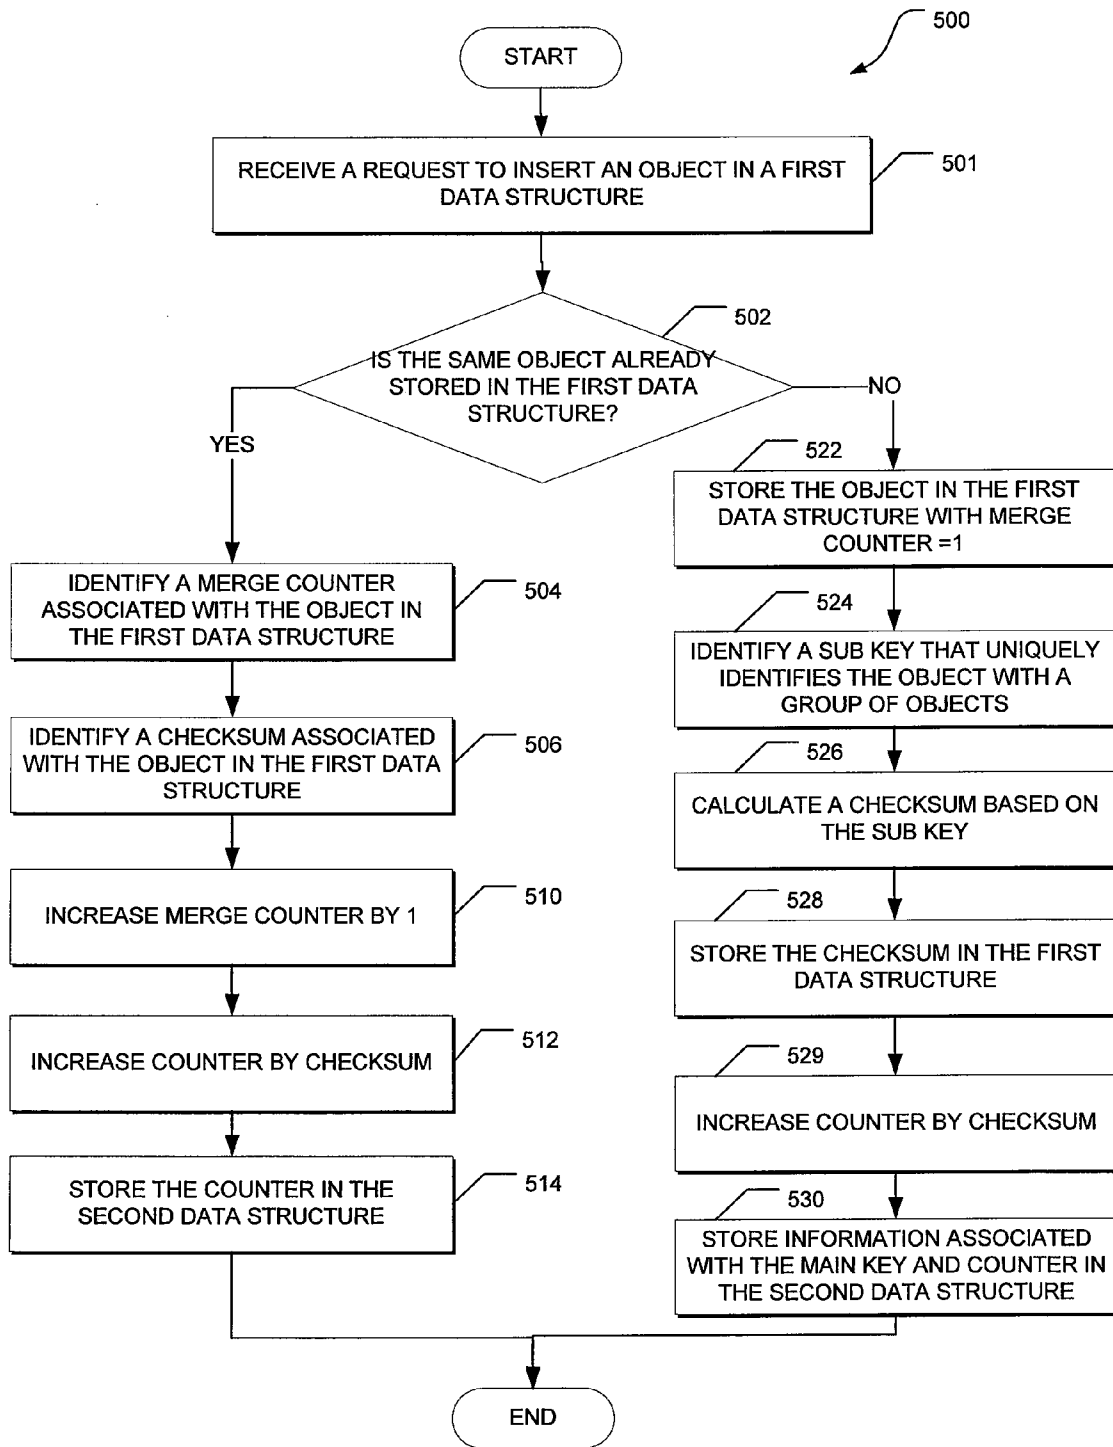 500
START
RECEIVE A REQUEST TO INSERT AN OBJECT IN A FIRST
DATA STRUCTURE
501
502
IS THE SAME OBJECT ALREADY
STORED IN THE FIRST DATA
STRUCTURE?
YES
NO
504
IDENTIFY A MERGE COUNTER
ASSOCIATED WITH THE OBJECT IN
THE FIRST DATA STRUCTURE
506
IDENTIFY A CHECKSUM ASSOCIATED
WITH THE OBJECT IN THE FIRST DATA
STRUCTURE
510
INCREASE MERGE COUNTER BY 1
512
INCREASE COUNTER BY CHECKSUM
514
STORE THE COUNTER IN THE
SECOND DATA STRUCTURE
522
STORE THE OBJECT IN THE FIRST
DATA STRUCTURE WITH MERGE
COUNTER =1
524
IDENTIFY A SUB KEY THAT UNIQUELY
IDENTIFIES THE OBJECT WITH A
GROUP OF OBJECTS
526
CALCULATE A CHECKSUM BASED ON
THE SUB KEY
528
STORE THE CHECKSUM IN THE FIRST
DATA STRUCTURE
529
INCREASE COUNTER BY CHECKSUM
530
STORE INFORMATION ASSOCIATED
WITH THE MAIN KEY AND COUNTER IN
THE SECOND DATA STRUCTURE
END